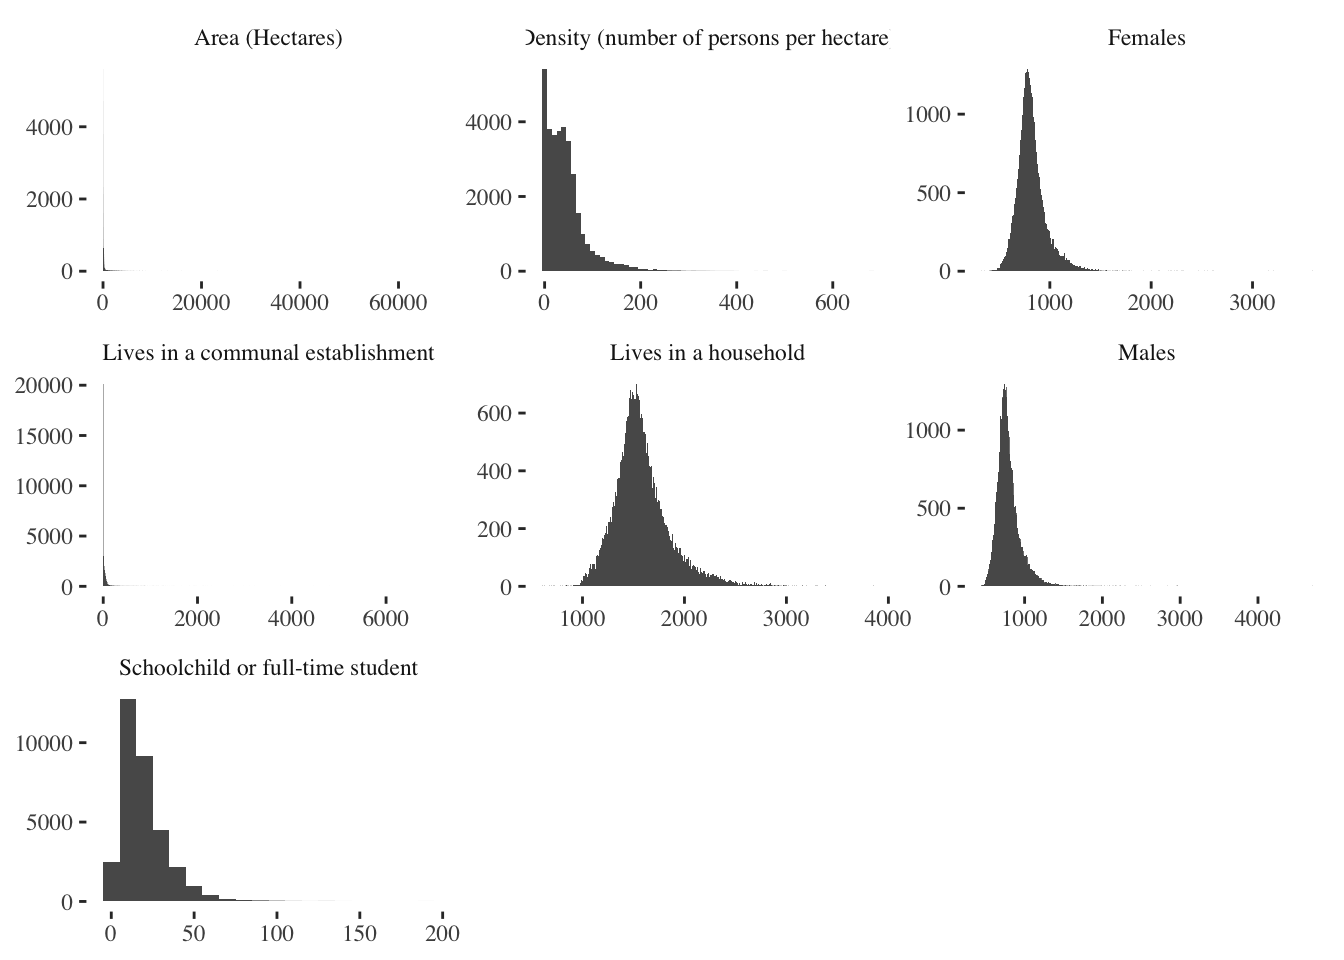 Area (Hectares)
4000
2000
0
0 20000 40000 60000
Density (number of persons per hectare)
4000
2000
0
0 200 400 600
Females
1000
500
0
1000 2000 3000
Lives in a communal establishment
20000
15000
10000
5000
0
0 2000 4000 6000
Lives in a household
600
400
200
0
1000 2000 3000 4000
Males
1000
500
0
1000 2000 3000 4000
Schoolchild or full-time student
10000
5000
0
0 50 100 150 200